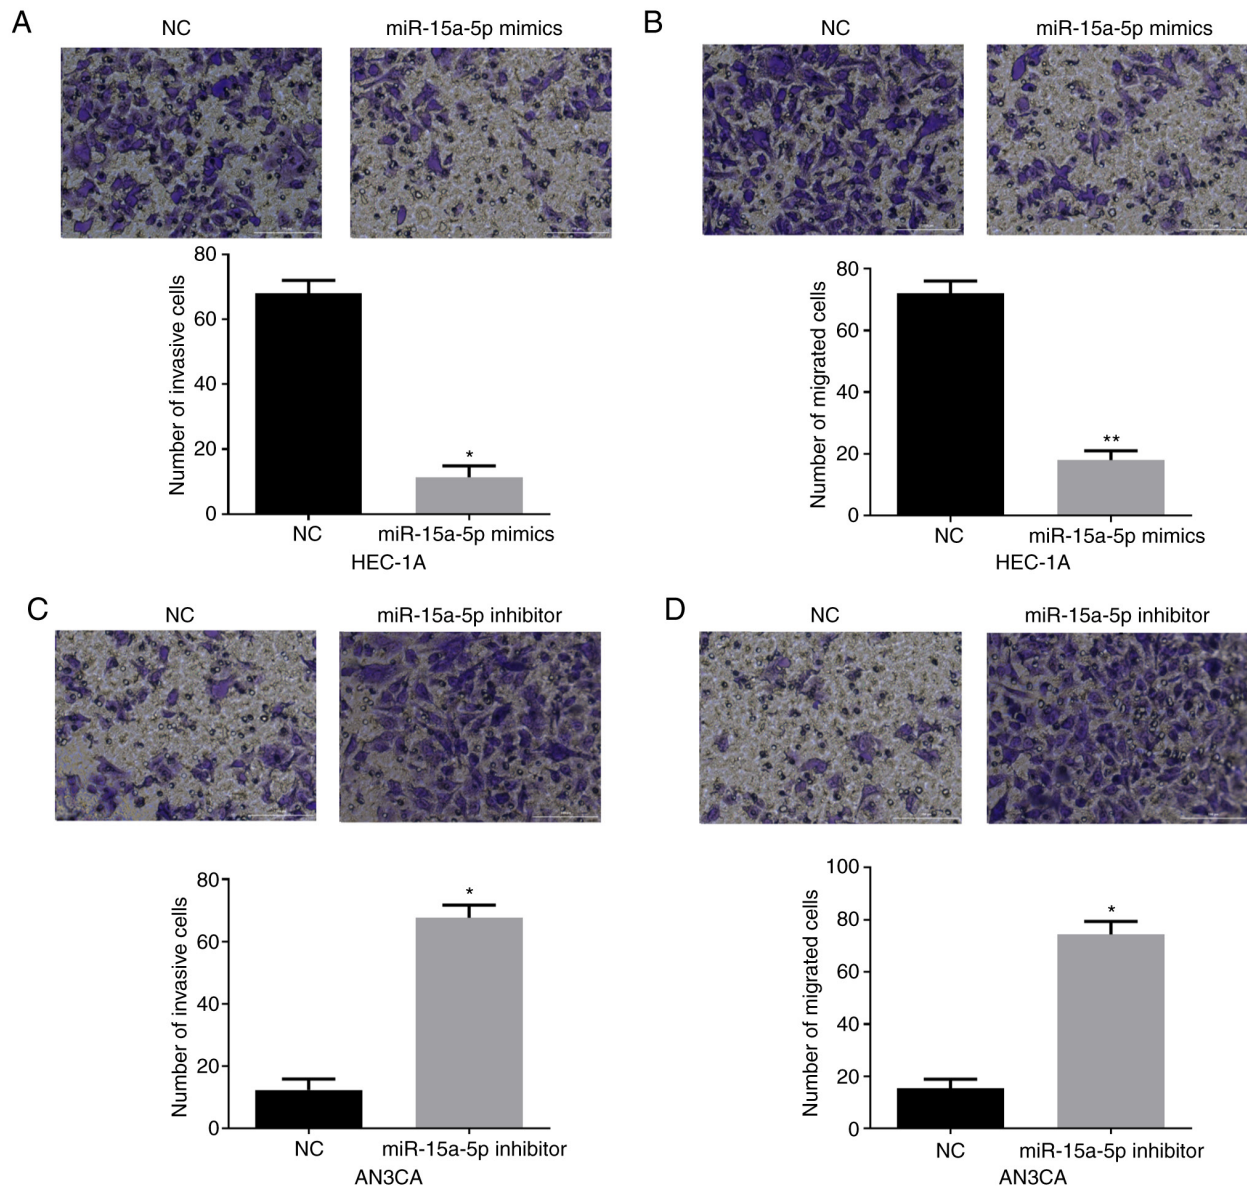 A
NC
miR-15a-5p mimics
Number of invasive cells
80
60
40
20
0
*
NC
miR-15a-5p mimics
HEC-1A
B
NC
miR-15a-5p mimics
Number of migrated cells
80
60
40
20
0
**
NC
miR-15a-5p mimics
HEC-1A
C
NC
miR-15a-5p inhibitor
Number of invasive cells
80
60
40
20
0
*
NC
miR-15a-5p inhibitor
AN3CA
D
NC
miR-15a-5p inhibitor
Number of migrated cells
100
80
60
40
20
0
*
NC
miR-15a-5p inhibitor
AN3CA